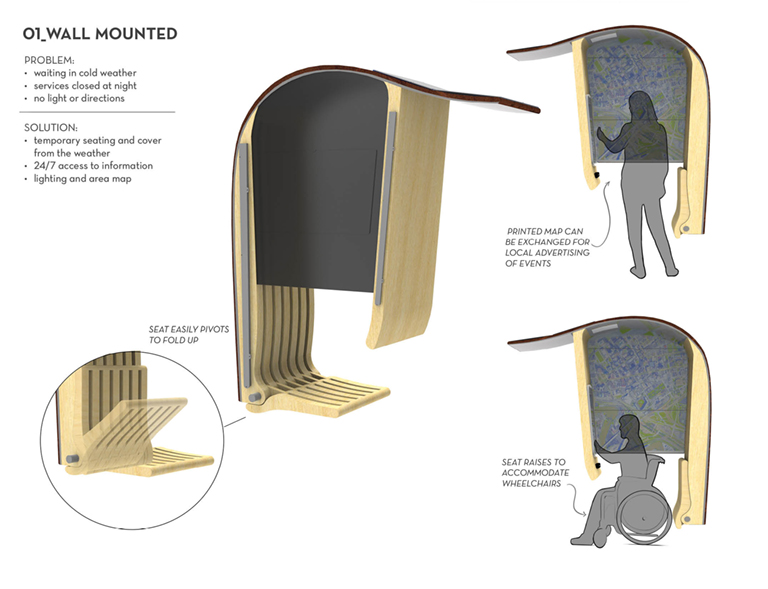 01_WALL MOUNTED
PROBLEM:
• waiting in cold weather
• services closed at night
• no light or directions
SOLUTION:
• temporary seating and cover
from the weather
• 24/7 access to information
• lighting and area map
SEAT EASILY PIVOTS
TO FOLD UP
PRINTED MAP CAN
BE EXCHANGED FOR
LOCAL ADVERTISING
OF EVENTS
SEAT RAISES TO
ACCOMMODATE
WHEELCHAIRS